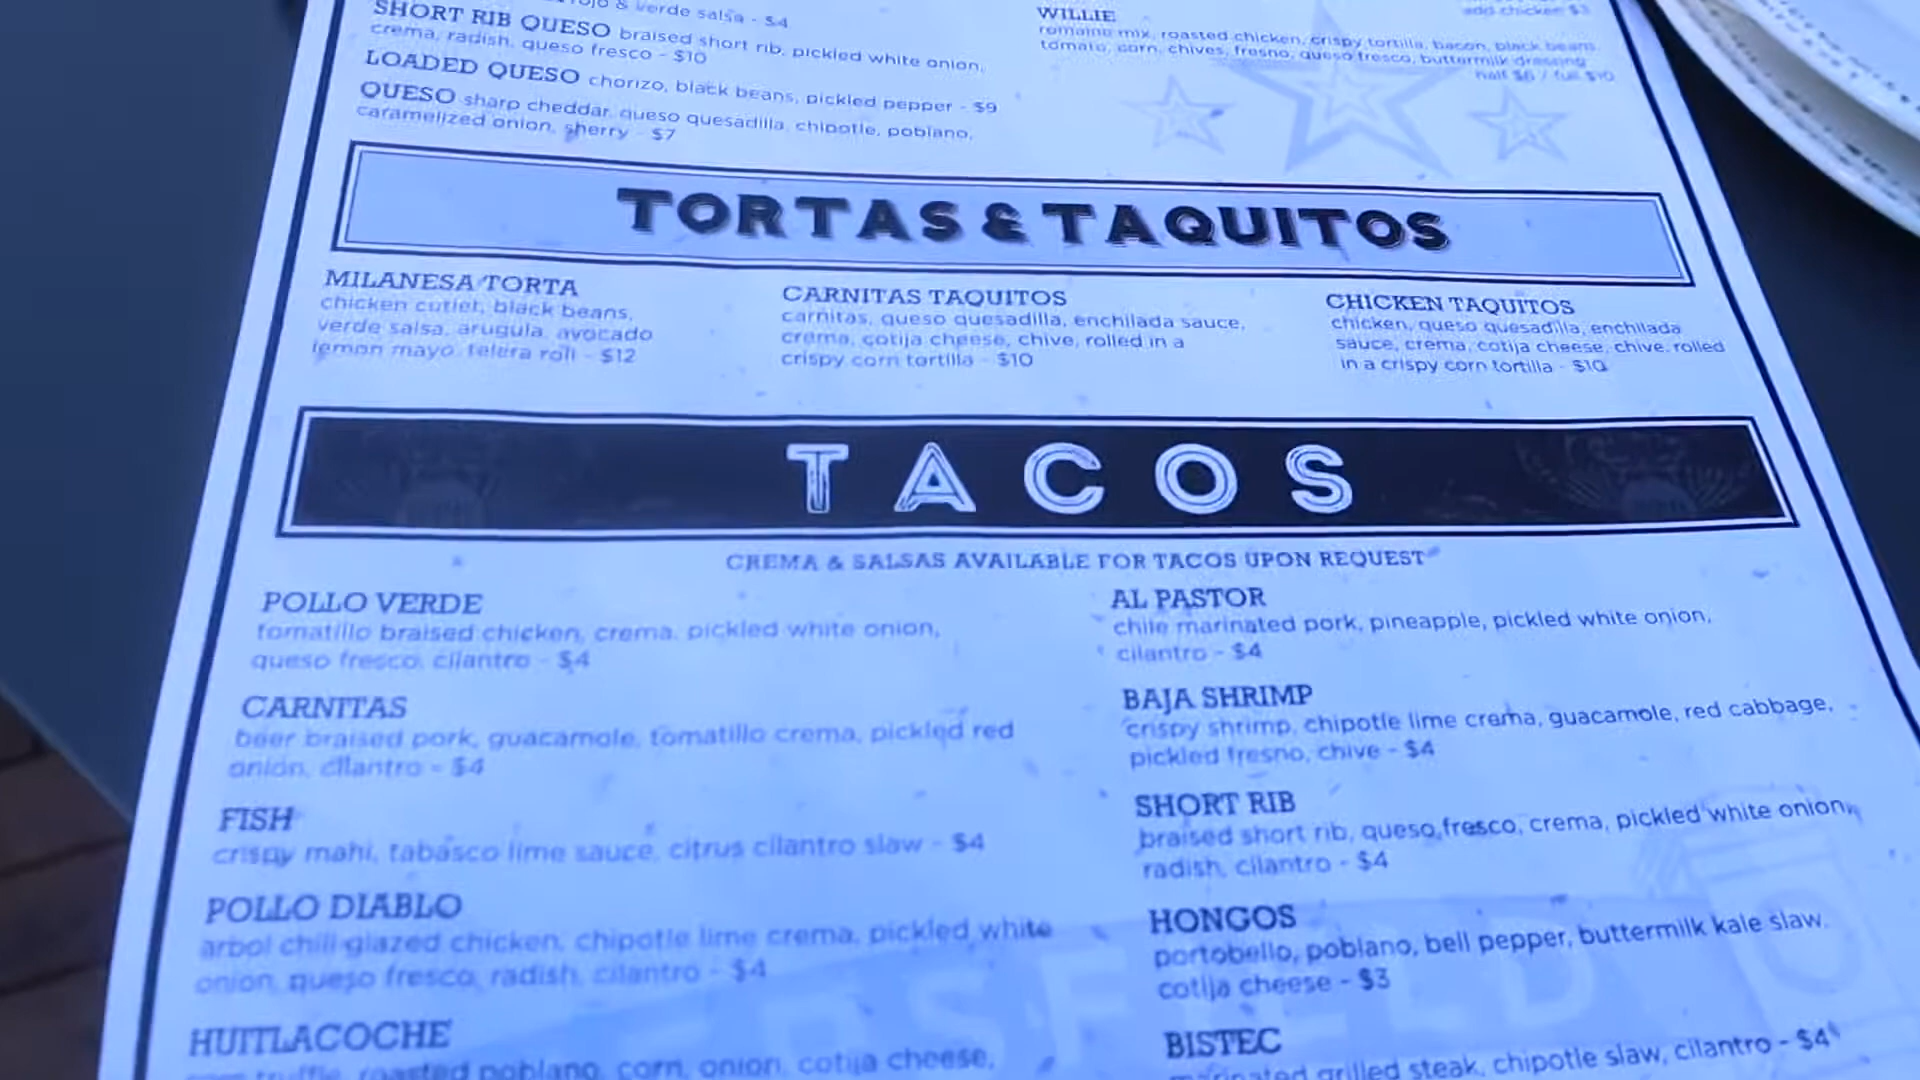 & verde salsa - $4
SHORT RIB QUESO braised short rib, pickled white onion,
crema, radish, queso fresco - $10
LOADED QUESO chorizo, black beans, pickled pepper - $9
QUESO sharp cheddar, queso quesadilla, chipotle, poblano,
caramelized onion, sherry - $7
add chicken $3
WILLIE
romaine mix, roasted chicken, crispy tortilla, bacon, black beans,
tomato, corn, chives, fresno, queso fresco, buttermilk dressing
half $6 / full $10
TORTAS & TAQUITOS
MILANESA TORTA
chicken cutlet, black beans,
verde salsa, arugula, avocado
lemon mayo, telera roll - $12
CARNITAS TAQUITOS
carnitas, queso quesadilla, enchilada sauce,
crema, cotija cheese, chive, rolled in a
crispy corn tortilla - $10
CHICKEN TAQUITOS
chicken, queso quesadilla, enchilada
sauce, crema, cotija cheese, chive, rolled
in a crispy corn tortilla - $10
TACOS
CREMA & SALSAS AVAILABLE FOR TACOS UPON REQUEST
POLLO VERDE
tomatillo braised chicken, crema, pickled white onion,
queso fresco, cilantro - $4
CARNITAS
beer braised pork, guacamole, tomatillo crema, pickled red
onion, cilantro - $4
FISH
crispy mahi, tabasco lime sauce, citrus cilantro slaw - $4
POLLO DIABLO
arbol chili glazed chicken, chipotle lime crema, pickled white
onion, queso fresco, radish, cilantro - $4
HUITLACOCHE
corn truffle, roasted poblano, corn, onion, cotija cheese,
AL PASTOR
chile marinated pork, pineapple, pickled white onion,
cilantro - $4
BAJA SHRIMP
crispy shrimp, chipotle lime crema, guacamole, red cabbage,
pickled fresno, chive - $4
SHORT RIB
braised short rib, queso fresco, crema, pickled white onion,
radish, cilantro - $4
HONGOS
portobello, poblano, bell pepper, buttermilk kale slaw,
cotija cheese - $3
BISTEC
marinated grilled steak, chipotle slaw, cilantro - $4